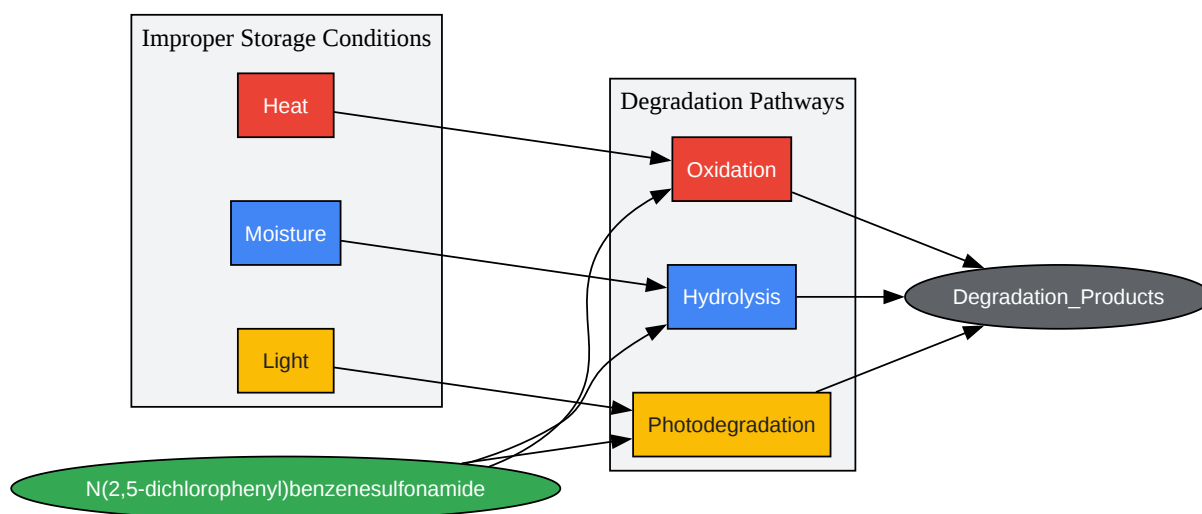 Improper Storage Conditions
Heat
Moisture
Light
Degradation Pathways
Oxidation
Hydrolysis
Photodegradation
Degradation_Products
N(2,5-dichlorophenyl)benzenesulfonamide